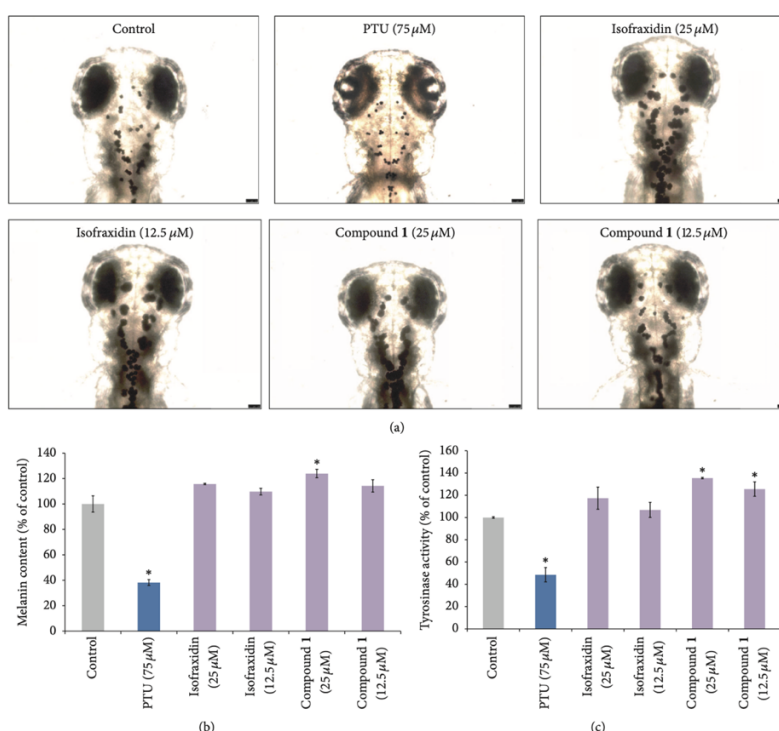 Control
PTU (75 μM)
Isofraxidin (25 μM)
Isofraxidin (12.5 μM)
Compound 1 (25 μM)
Compound 1 (12.5 μM)
(a)
Melanin content (% of control)
140
120
100
80
60
40
20
0
*
*
Control
PTU (75 μM)
Isofraxidin
(25 μM)
Isofraxidin
(12.5 μM)
Compound 1
(25 μM)
Compound 1
(12.5 μM)
(b)
Tyrosinase activity (% of control)
160
140
120
100
80
60
40
20
0
*
*
*
Control
PTU (75 μM)
Isofraxidin
(25 μM)
Isofraxidin
(12.5 μM)
Compound 1
(25 μM)
Compound 1
(12.5 μM)
(c)